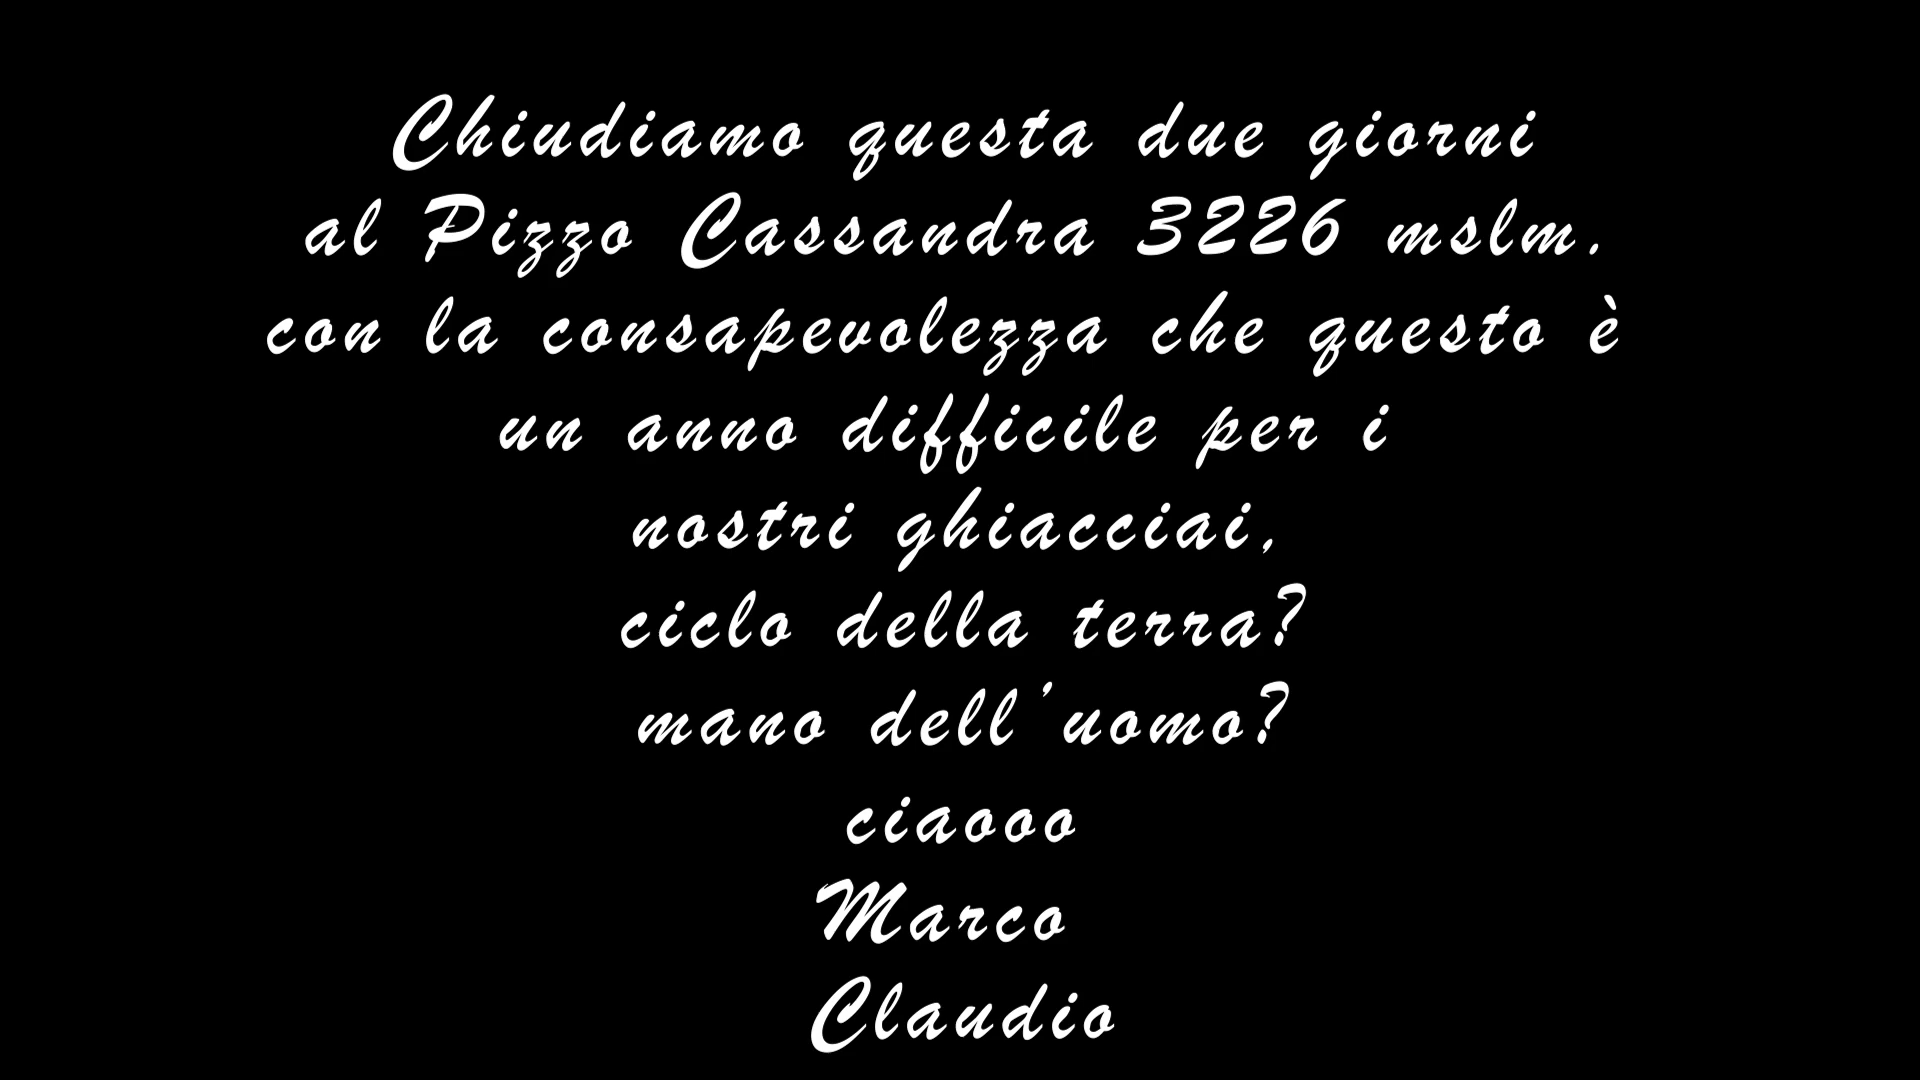 Chiudiamo questa due giorni
al Pizzo Cassandra 3226 mslm.
con la consapevolezza che questo è
un anno difficile per i
nostri ghiacciai,
ciclo della terra?
mano dell'uomo?
ciaooo
Marco
Claudio